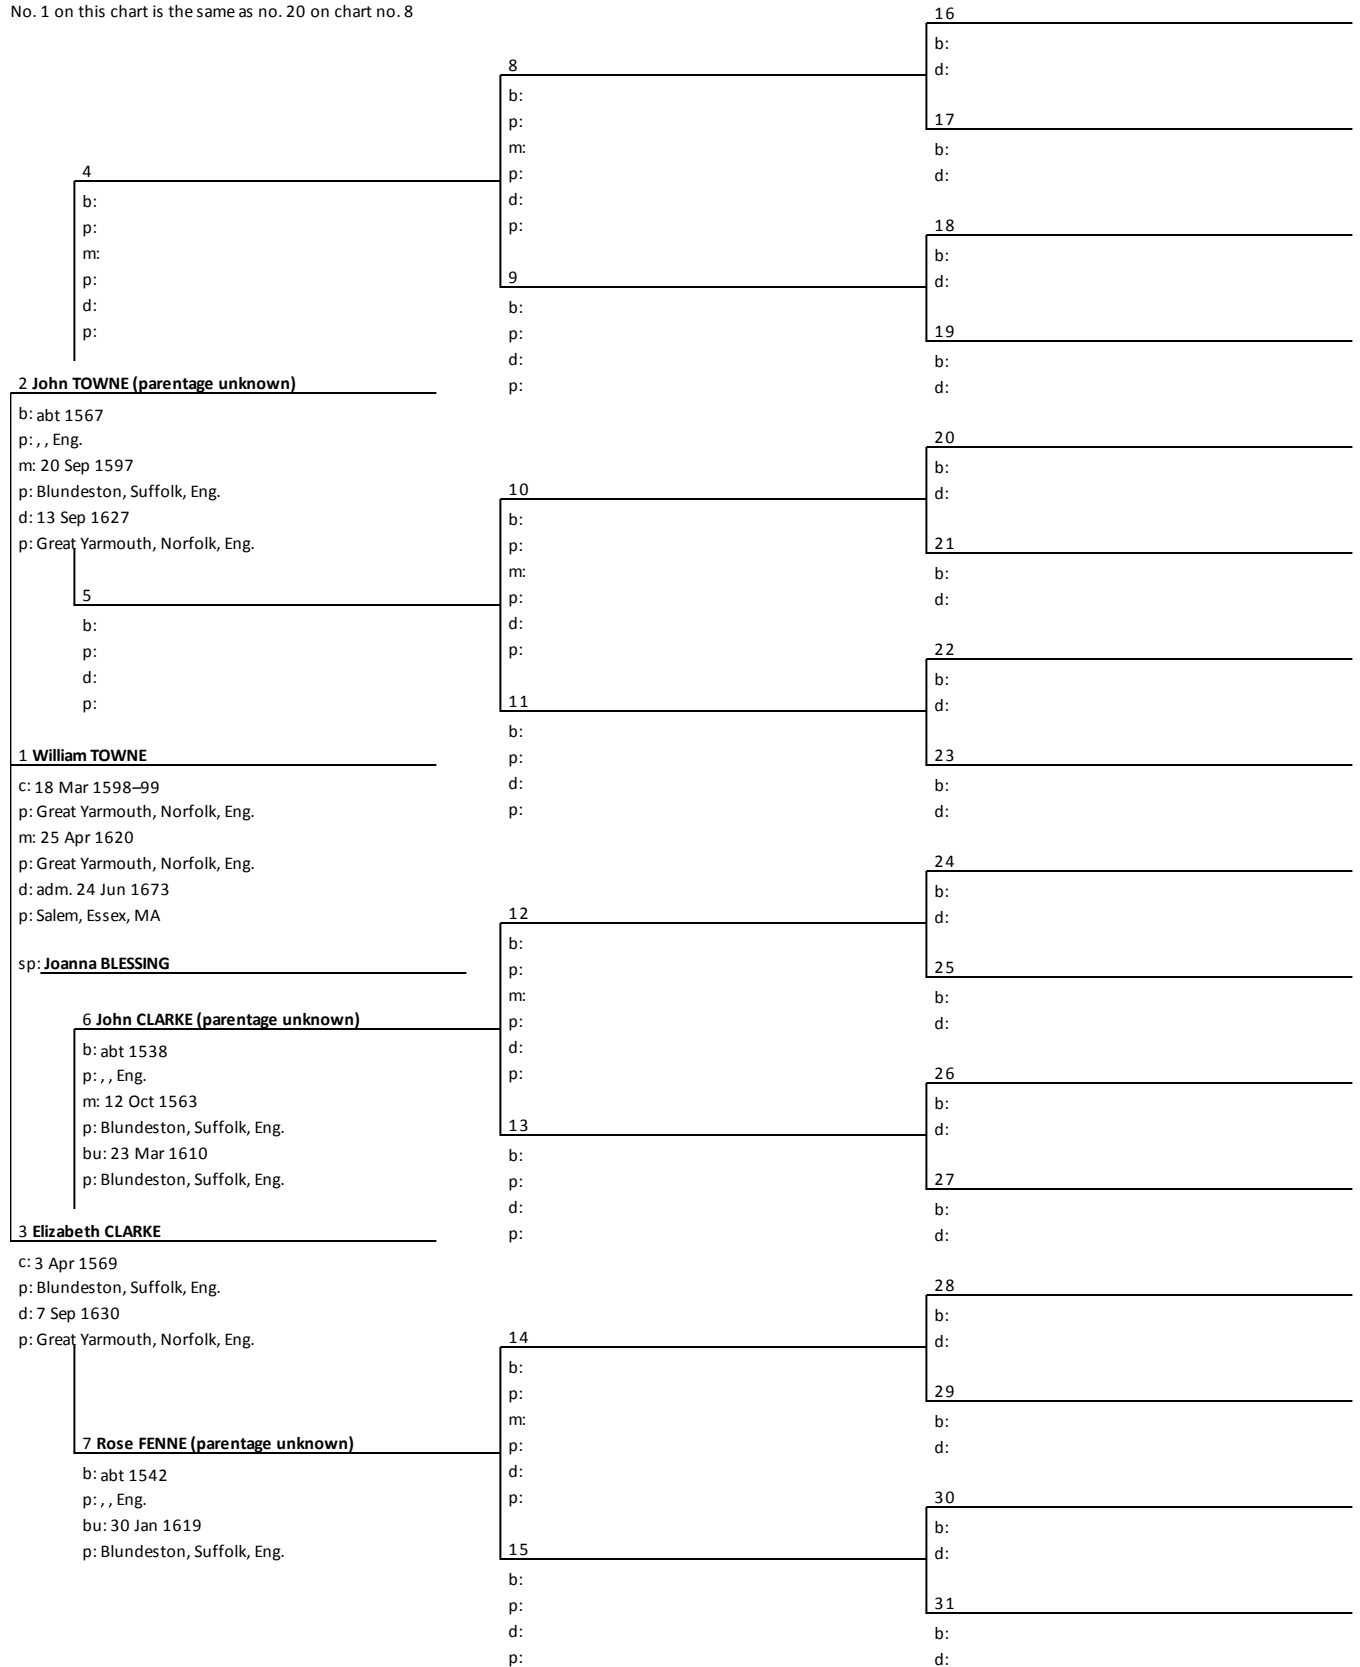 No. 1 on this chart is the same as no. 20 on chart no. 8
16
b:
d:
8
b:
p:
m:
p:
d:
p:
17
b:
d:
4
b:
p:
m:
p:
d:
p:
18
b:
d:
9
b:
p:
d:
p:
19
b:
d:
2 John TOWNE (parentage unknown)
b: abt 1567
p: , , Eng.
m: 20 Sep 1597
p: Blundeston, Suffolk, Eng.
d: 13 Sep 1627
p: Great Yarmouth, Norfolk, Eng.
20
b:
d:
10
b:
p:
m:
p:
d:
p:
21
b:
d:
5
b:
p:
d:
p:
22
b:
d:
11
b:
p:
d:
p:
23
b:
d:
1 William TOWNE
c: 18 Mar 1598–99
p: Great Yarmouth, Norfolk, Eng.
m: 25 Apr 1620
p: Great Yarmouth, Norfolk, Eng.
d: adm. 24 Jun 1673
p: Salem, Essex, MA
sp: Joanna BLESSING
24
b:
d:
12
b:
p:
m:
p:
d:
p:
25
b:
d:
6 John CLARKE (parentage unknown)
b: abt 1538
p: , , Eng.
m: 12 Oct 1563
p: Blundeston, Suffolk, Eng.
bu: 23 Mar 1610
p: Blundeston, Suffolk, Eng.
26
b:
d:
13
b:
p:
d:
p:
27
b:
d:
3 Elizabeth CLARKE
c: 3 Apr 1569
p: Blundeston, Suffolk, Eng.
d: 7 Sep 1630
p: Great Yarmouth, Norfolk, Eng.
28
b:
d:
14
b:
p:
m:
p:
d:
p:
29
b:
d:
7 Rose FENNE (parentage unknown)
b: abt 1542
p: , , Eng.
bu: 30 Jan 1619
p: Blundeston, Suffolk, Eng.
30
b:
d:
15
b:
p:
d:
p:
31
b:
d: